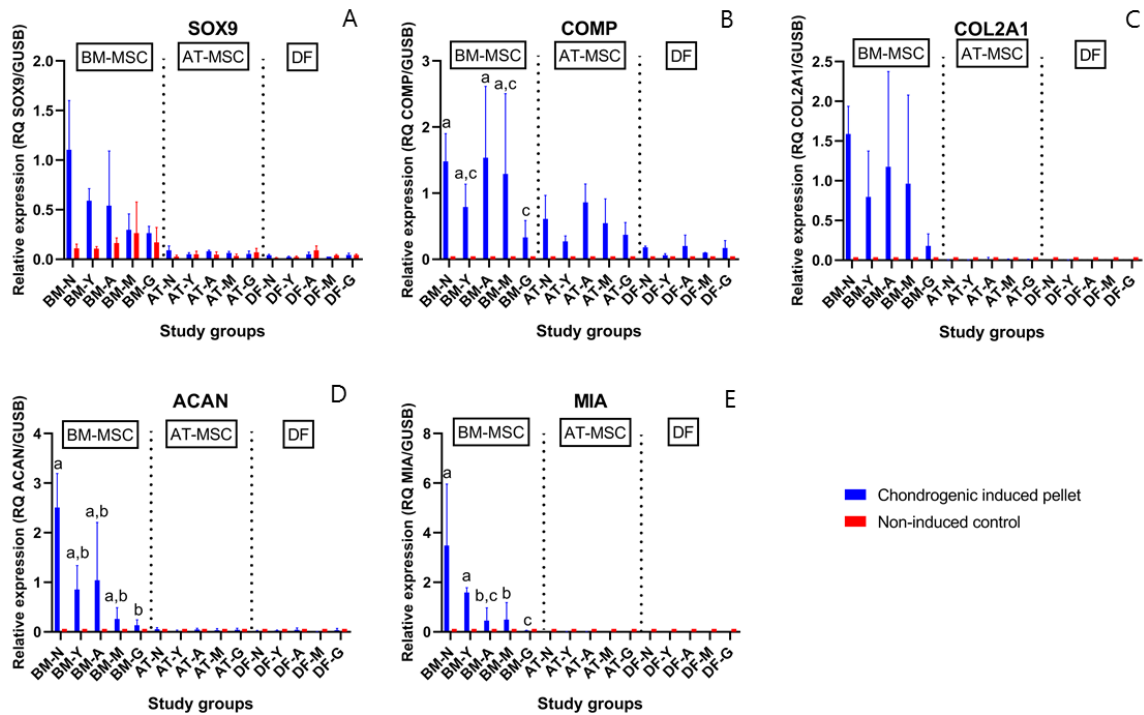 A
SOX9
BM-MSC AT-MSC DF
Relative expression (RQ SOX9/GUSB)
2.0
1.5
1.0
0.5
0.0
BM-N BM-Y BM-A BM-M BM-G AT-N AT-Y AT-A AT-M AT-G DF-N DF-Y DF-A DF-M DF-G
Study groups
B
COMP
BM-MSC AT-MSC DF
Relative expression (RQ COMP/GUSB)
3
2
1
0
a a,c a a,c c
BM-N BM-Y BM-A BM-M BM-G AT-N AT-Y AT-A AT-M AT-G DF-N DF-Y DF-A DF-M DF-G
Study groups
C
COL2A1
BM-MSC AT-MSC DF
Relative expression (RQ COL2A1/GUSB)
2.5
2.0
1.5
1.0
0.5
0.0
BM-N BM-Y BM-A BM-M BM-G AT-N AT-Y AT-A AT-M AT-G DF-N DF-Y DF-A DF-M DF-G
Study groups
D
ACAN
BM-MSC AT-MSC DF
Relative expression (RQ ACAN/GUSB)
4
3
2
1
0
a a,b a,b a,b b
BM-N BM-Y BM-A BM-M BM-G AT-N AT-Y AT-A AT-M AT-G DF-N DF-Y DF-A DF-M DF-G
Study groups
E
MIA
BM-MSC AT-MSC DF
Relative expression (RQ MIA/GUSB)
8
6
4
2
0
a a b,c b c
BM-N BM-Y BM-A BM-M BM-G AT-N AT-Y AT-A AT-M AT-G DF-N DF-Y DF-A DF-M DF-G
Study groups
Chondrogenic induced pellet
Non-induced control